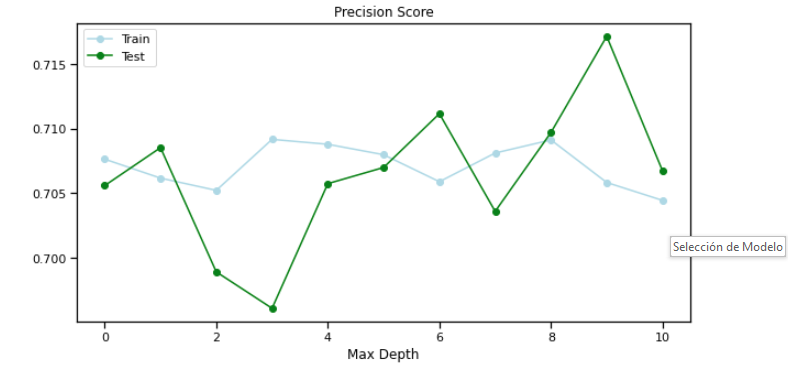 Precision Score
Train
Test
0.715
0.710
0.705
0.700
Selección de Modelo
0 2 4 6 8 10
Max Depth